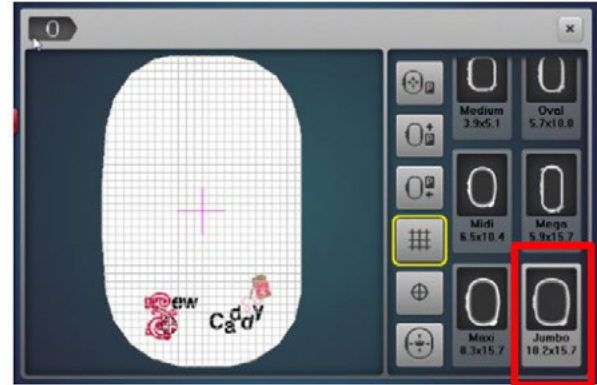 Medium
3.9x5.1
Oval
5.7x10.0
Midi
6.5x10.4
Mega
5.9x15.7
Maxi
8.3x15.7
Jumbo
10.2x15.7
Sew
Caddy